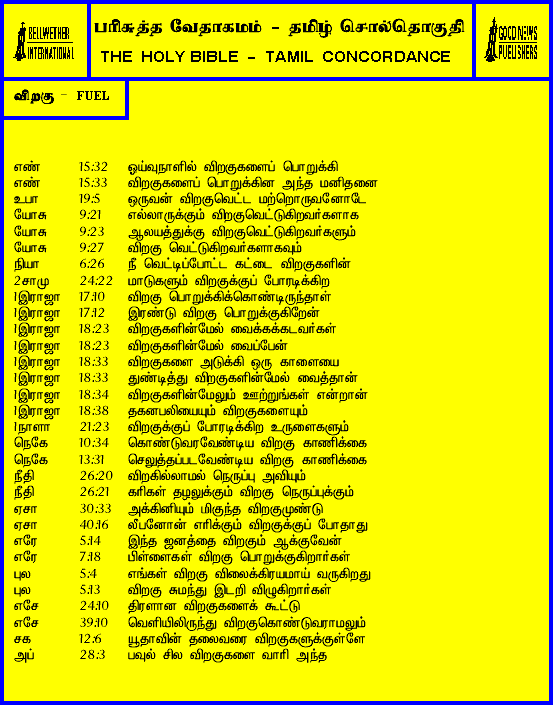 BELLWETHER
INTERNATIONAL
பரிசுத்த வேதாகமம் - தமிழ் சொல்தொகுதி
THE HOLY BIBLE - TAMIL CONCORDANCE
GOOD NEWS
PUBLISHERS
விறகு - FUEL
எண் 15:32 ஓய்வுநாளில் விறகுகளைப் பொறுக்கி
எண் 15:33 விறகுகளைப் பொறுக்கின அந்த மனிதனை
உபா 19:5 ஒருவன் விறகுவெட்ட மற்றொருவனோடே
யோசு 9:21 எல்லாருக்கும் விறகுவெட்டுகிறவர்களாக
யோசு 9:23 ஆலயத்துக்கு விறகுவெட்டுகிறவர்களும்
யோசு 9:27 விறகு வெட்டுகிறவர்களாகவும்
நியா 6:26 நீ வெட்டிப்போட்ட கட்டை விறகுகளின்
2சாமு 24:22 மாடுகளும் விறகுக்குப் போரடிக்கிற
1இராஜா 17:10 விறகு பொறுக்கிக்கொண்டிருந்தாள்
1இராஜா 17:12 இரண்டு விறகு பொறுக்குகிறேன்
1இராஜா 18:23 விறகுகளின்மேல் வைக்கக்கடவர்கள்
1இராஜா 18:23 விறகுகளின்மேல் வைப்பேன்
1இராஜா 18:33 விறகுகளை அடுக்கி ஒரு காளையை
1இராஜா 18:33 துண்டித்து விறகுகளின்மேல் வைத்தான்
1இராஜா 18:34 விறகுகளின்மேலும் ஊற்றுங்கள் என்றான்
1இராஜா 18:38 தகனபலியையும் விறகுகளையும்
1நாளா 21:23 விறகுக்குப் போரடிக்கிற உருளைகளும்
நெகே 10:34 கொண்டுவரவேண்டிய விறகு காணிக்கை
நெகே 13:31 செலுத்தப்படவேண்டிய விறகு காணிக்கை
நீதி 26:20 விறகில்லாமல் நெருப்பு அவியும்
நீதி 26:21 கரிகள் தழலுக்கும் விறகு நெருப்புக்கும்
ஏசா 30:33 அக்கினியும் மிகுந்த விறகுமுண்டு
ஏசா 40:16 லீபனோன் எரிக்கும் விறகுக்குப் போதாது
எரே 5:14 இந்த ஜனத்தை விறகும் ஆக்குவேன்
எரே 7:18 பிள்ளைகள் விறகு பொறுக்குகிறார்கள்
புல 5:4 எங்கள் விறகு விலைக்கிரயமாய் வருகிறது
புல 5:13 விறகு சுமந்து இடறி விழுகிறார்கள்
எசே 24:10 திரளான விறகுகளைக் கூட்டு
எசே 39:10 வெளியிலிருந்து விறகுகொண்டுவராமலும்
சக 12:6 யூதாவின் தலைவரை விறகுகளுக்குள்ளே
அப் 28:3 பவுல் சில விறகுகளை வாரி அந்த